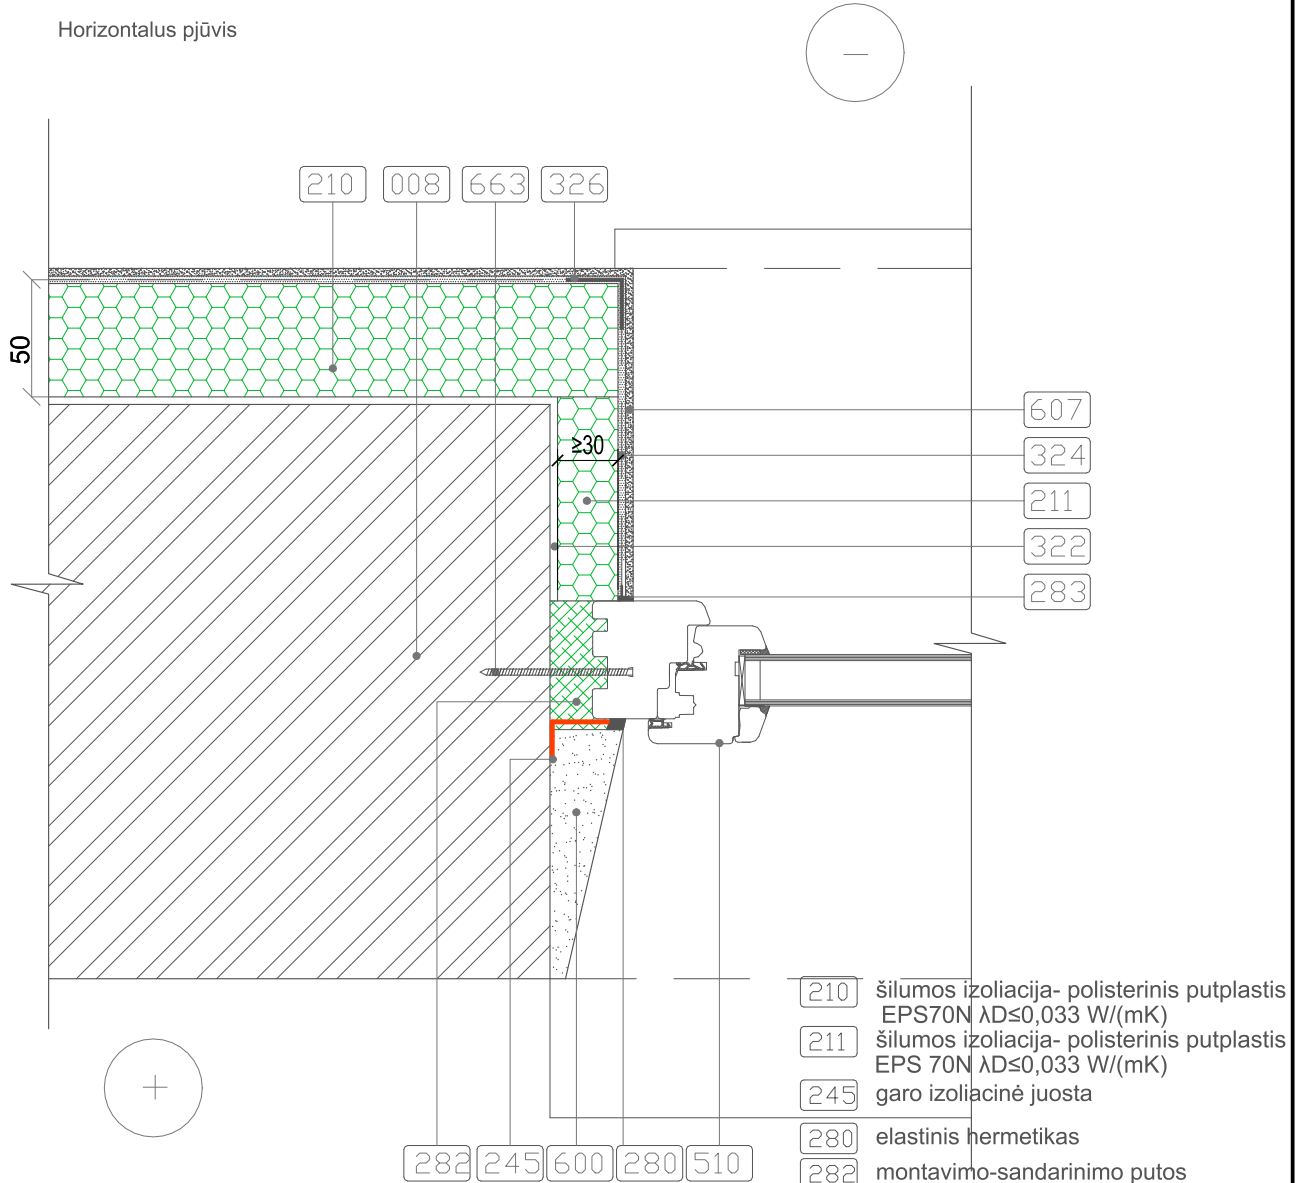 Horizontalus pjūvis
−
210 008 663 326
50
607
≥30
324
211
322
283
210 šilumos izoliacija- polisterinis putplastis
EPS70N λD≤0,033 W/(mK)
211 šilumos izoliacija- polisterinis putplastis
EPS 70N λD≤0,033 W/(mK)
+
245 garo izoliacinė juosta
280 elastinis hermetikas
282 245 600 280 510
282 montavimo-sandarinimo putos